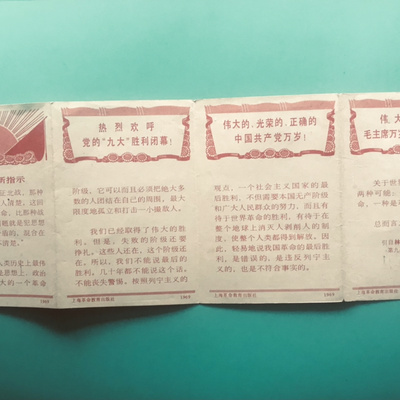 新指示
热烈欢呼
党的“九大”胜利闭幕!
阶级，它可以而且必须把绝大多
数的人团结在自己的周围，最大
限度地孤立和打击一小撮敌人。
我们已经取得了伟大的胜
利。但是，失败的阶级还要
挣扎。这些人还在，这个阶级还
在。所以，我们不能说最后的
胜利。几十年都不能说这个话。
不能丧失警惕。按照列宁主义的
上海革命教育出版社
1969
伟大的、光荣的、正确的
中国共产党万岁!
观点，一个社会主义国家的最
后胜利，不但需要本国无产阶级
和广大人民群众的努力，而且有
待于世界革命的胜利，有待于在
整个地球上消灭人剥削人的制
度，使整个人类都得到解放。因
此，轻易地说我国革命的最后胜
利，是错误的，是违反列宁主
义的，也是不符合事实的。
上海革命教育出版社
1969
伟大
毛主席万
关于世
两种可能
命，一种是